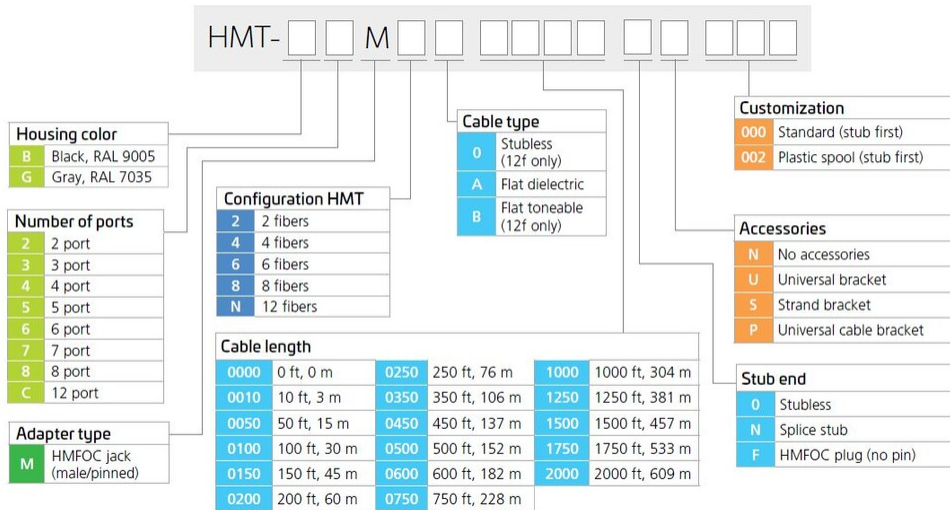 HMT- M
Housing color
B Black, RAL 9005
G Gray, RAL 7035
Number of ports
2 2 port
3 3 port
4 4 port
5 5 port
6 6 port
7 7 port
8 8 port
C 12 port
Adapter type
M HMFOC jack
(male/pinned)
Configuration HMT
2 2 fibers
4 4 fibers
6 6 fibers
8 8 fibers
N 12 fibers
Cable type
0 Stubless
(12f only)
A Flat dielectric
B Flat toneable
(12f only)
Cable length
0000 0 ft, 0 m 0250 250 ft, 76 m 1000 1000 ft, 304 m
0010 10 ft, 3 m 0350 350 ft, 106 m 1250 1250 ft, 381 m
0050 50 ft, 15 m 0450 450 ft, 137 m 1500 1500 ft, 457 m
0100 100 ft, 30 m 0500 500 ft, 152 m 1750 1750 ft, 533 m
0150 150 ft, 45 m 0600 600 ft, 182 m 2000 2000 ft, 609 m
0200 200 ft, 60 m 0750 750 ft, 228 m
Customization
000 Standard (stub first)
002 Plastic spool (stub first)
Accessories
N No accessories
U Universal bracket
S Strand bracket
P Universal cable bracket
Stub end
0 Stubless
N Splice stub
F HMFOC plug (no pin)